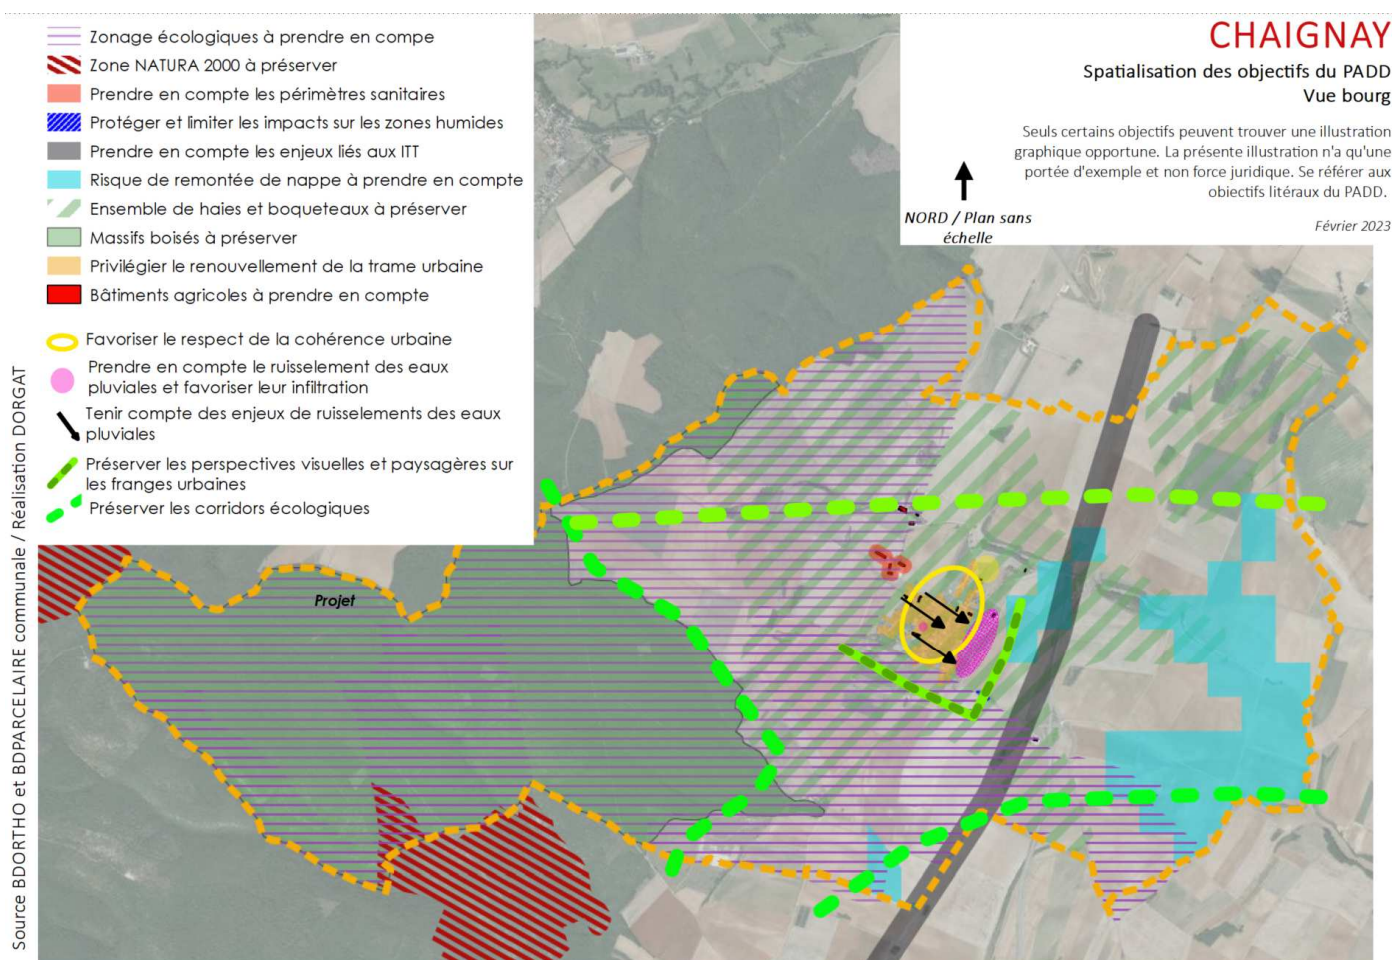 Zonage écologiques à prendre en compe
Zone NATURA 2000 à préserver
Prendre en compte les périmètres sanitaires
Protéger et limiter les impacts sur les zones humides
Prendre en compte les enjeux liés aux ITT
Risque de remontée de nappe à prendre en compte
Ensemble de haies et boqueteaux à préserver
Massifs boisés à préserver
Privilégier le renouvellement de la trame urbaine
Bâtiments agricoles à prendre en compte
Favoriser le respect de la cohérence urbaine
Prendre en compte le ruisselement des eaux
pluviales et favoriser leur infiltration
Tenir compte des enjeux de ruisselements des eaux
pluviales
Préserver les perspectives visuelles et paysagères sur
les franges urbaines
Préserver les corridors écologiques
CHAIGNAY
Spatialisation des objectifs du PADD
Vue bourg
Seuls certains objectifs peuvent trouver une illustration
graphique opportune. La présente illustration n'a qu'une
portée d'exemple et non force juridique. Se référer aux
objectifs litéraux du PADD.
Février 2023
NORD / Plan sans
échelle
Projet
Source BDORTHO et BDPARCELAIRE communale / Réalisation DORGAT